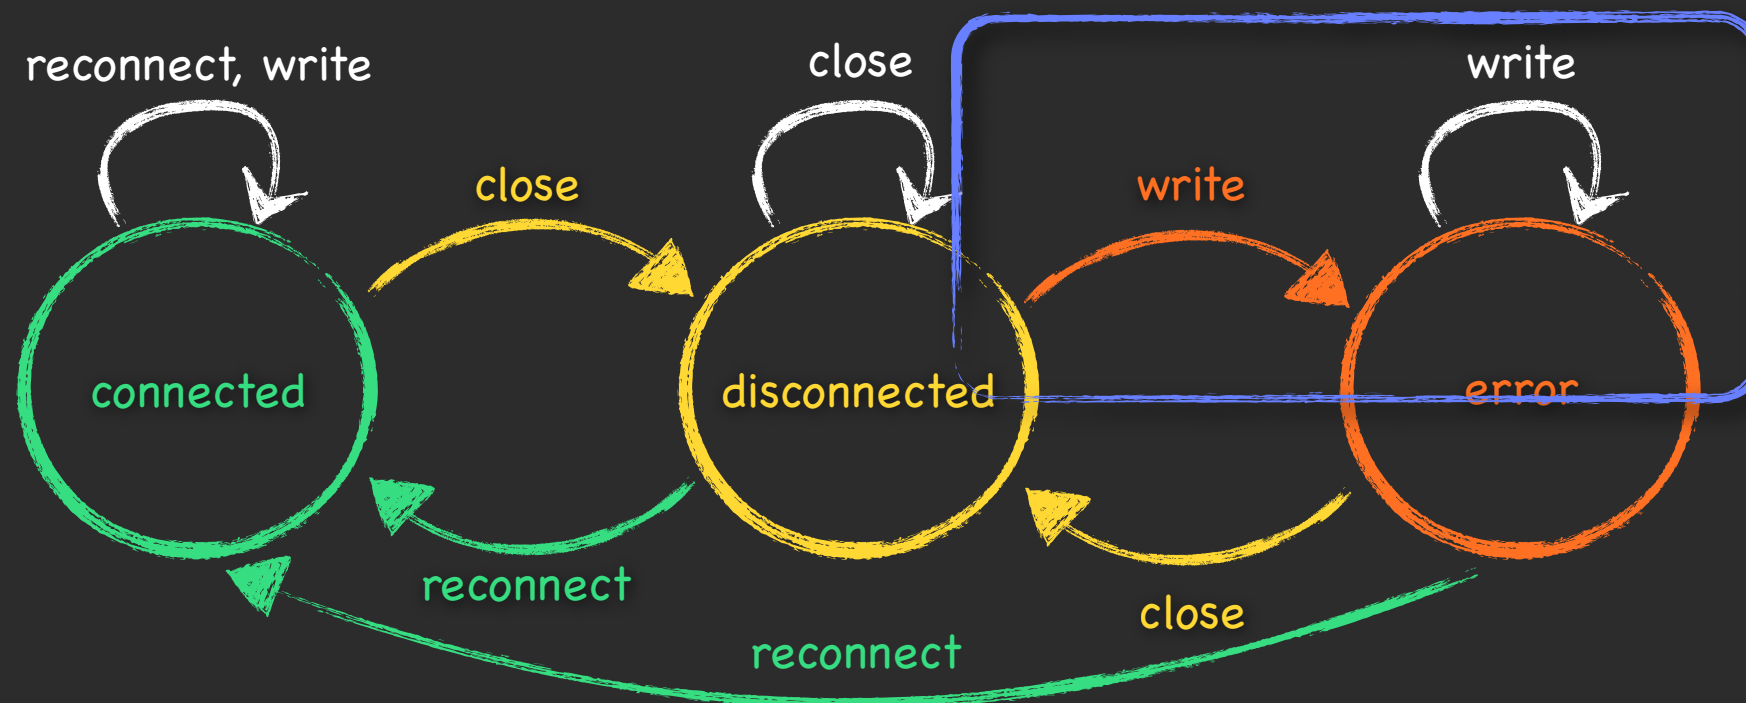 reconnect, write
close
write
close
write
connected
disconnected
error
reconnect
close
reconnect